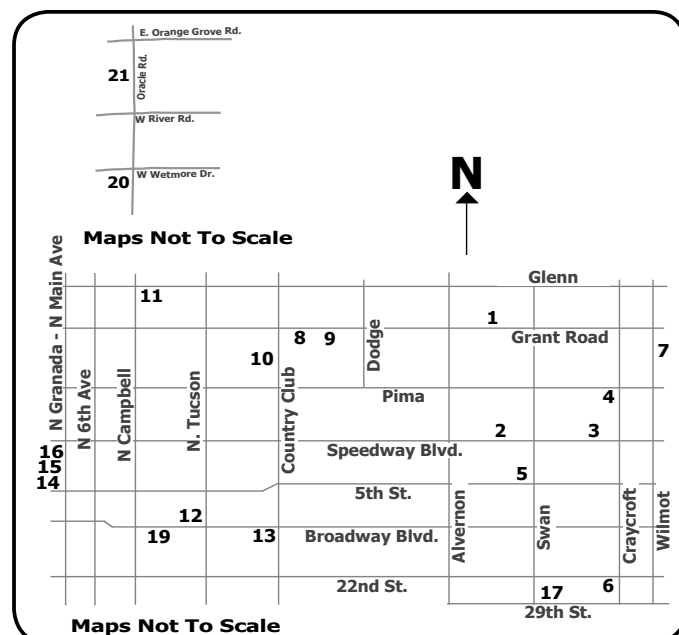 E. Orange Grove Rd.
21
Oracle Rd.
W River Rd.
20
W Wetmore Dr.
N
Maps Not To Scale
N Granada - N Main Ave
Glenn
11
1
8 9
Grant Road
10
Dodge
7
N 6th Ave
N Campbell
N. Tucson
Country Club
Pima
4
2
3
16
Speedway Blvd.
15
14
5
5th St.
12
19
13
Broadway Blvd.
Alvernon
Swan
Craycroft
Wilmot
22nd St.
17
6
29th St.
Maps Not To Scale